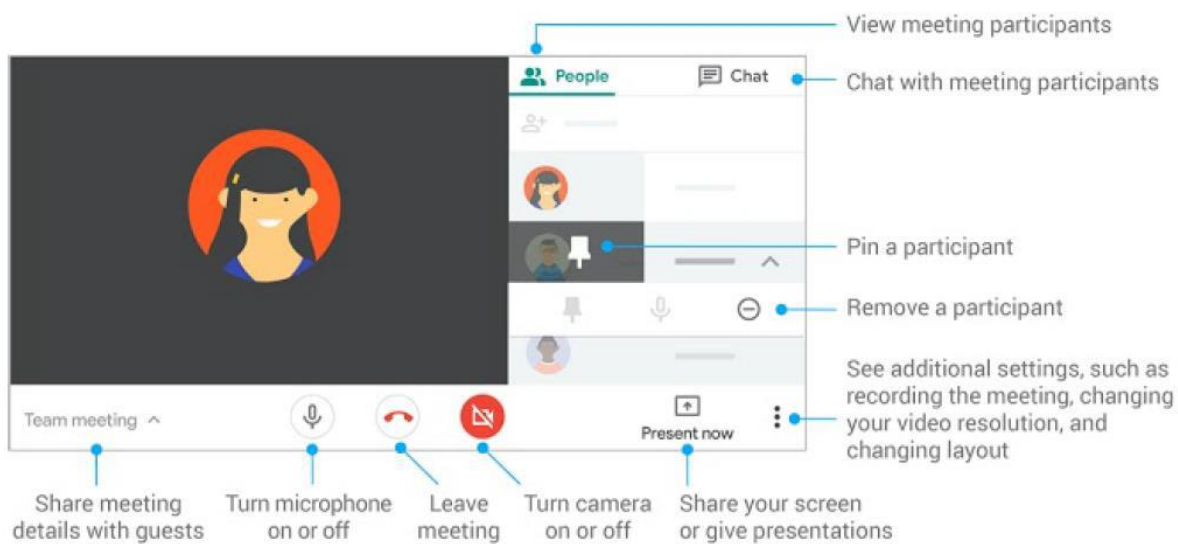 View meeting participants
People
Chat
Chat with meeting participants
Pin a participant
Remove a participant
See additional settings, such as
recording the meeting, changing
your video resolution, and
changing layout
Team meeting
Present now
Share meeting
details with guests
Turn microphone
on or off
Leave
meeting
Turn camera
on or off
Share your screen
or give presentations